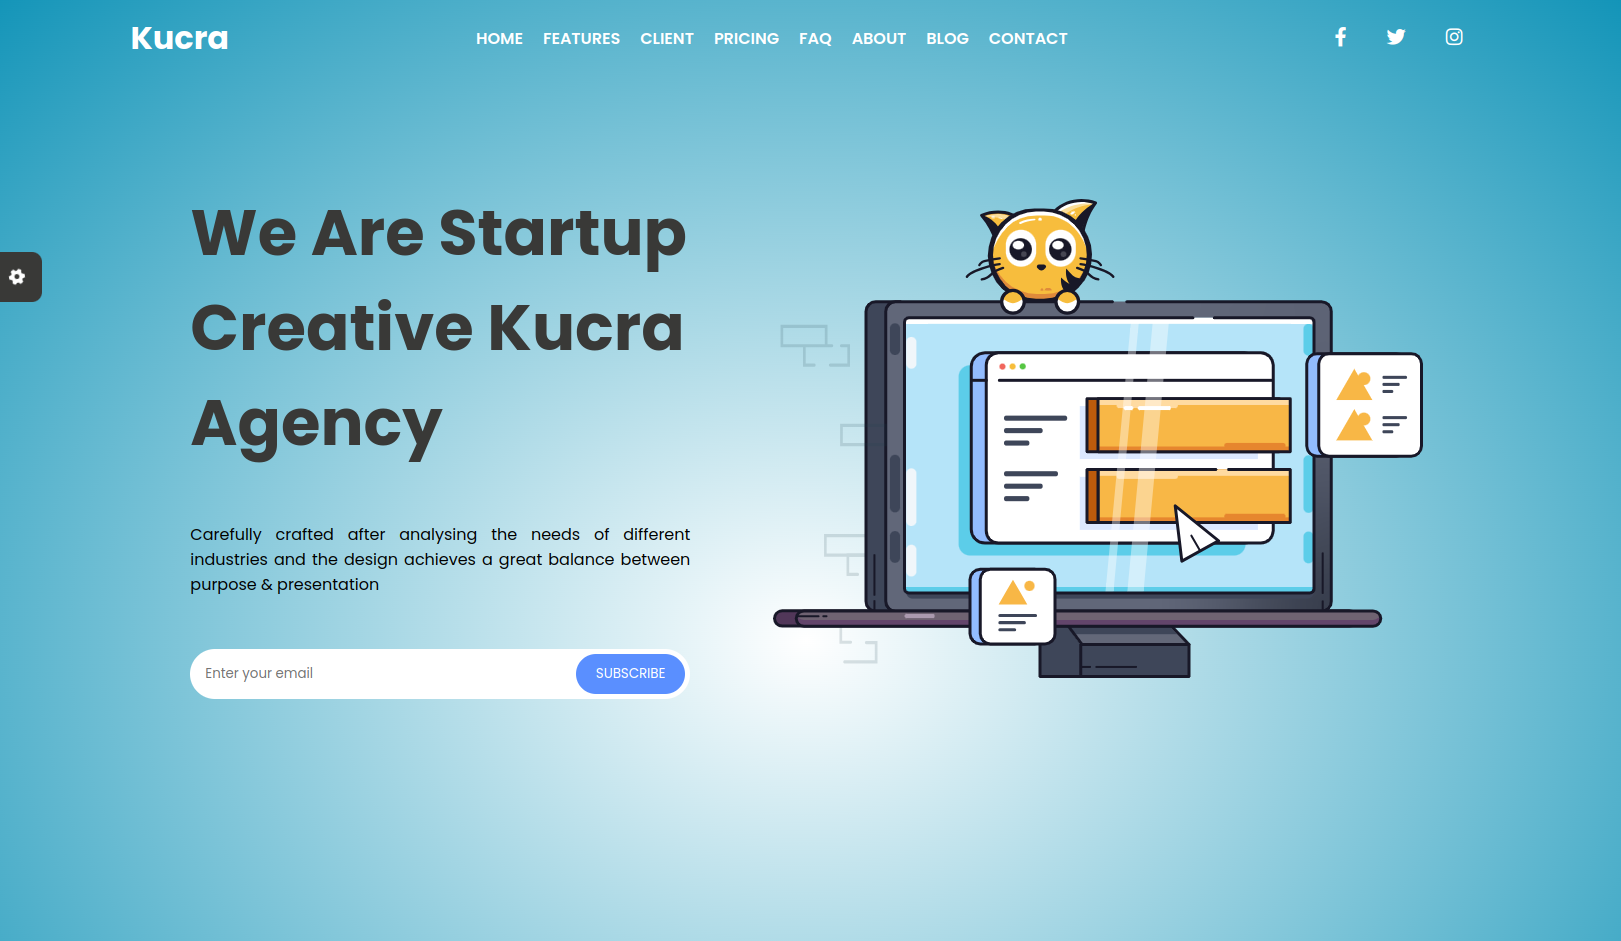 Kucra
HOME FEATURES CLIENT PRICING FAQ ABOUT BLOG CONTACT
We Are Startup
Creative Kucra
Agency
Carefully crafted after analysing the needs of different
industries and the design achieves a great balance between
purpose & presentation
Enter your email
SUBSCRIBE